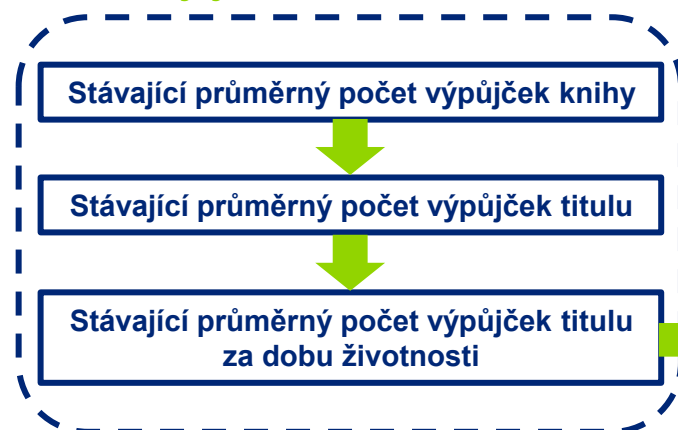 Stávající průměrný počet výpůjček knihy
Stávající průměrný počet výpůjček titulu
Stávající průměrný počet výpůjček titulu
za dobu životnosti